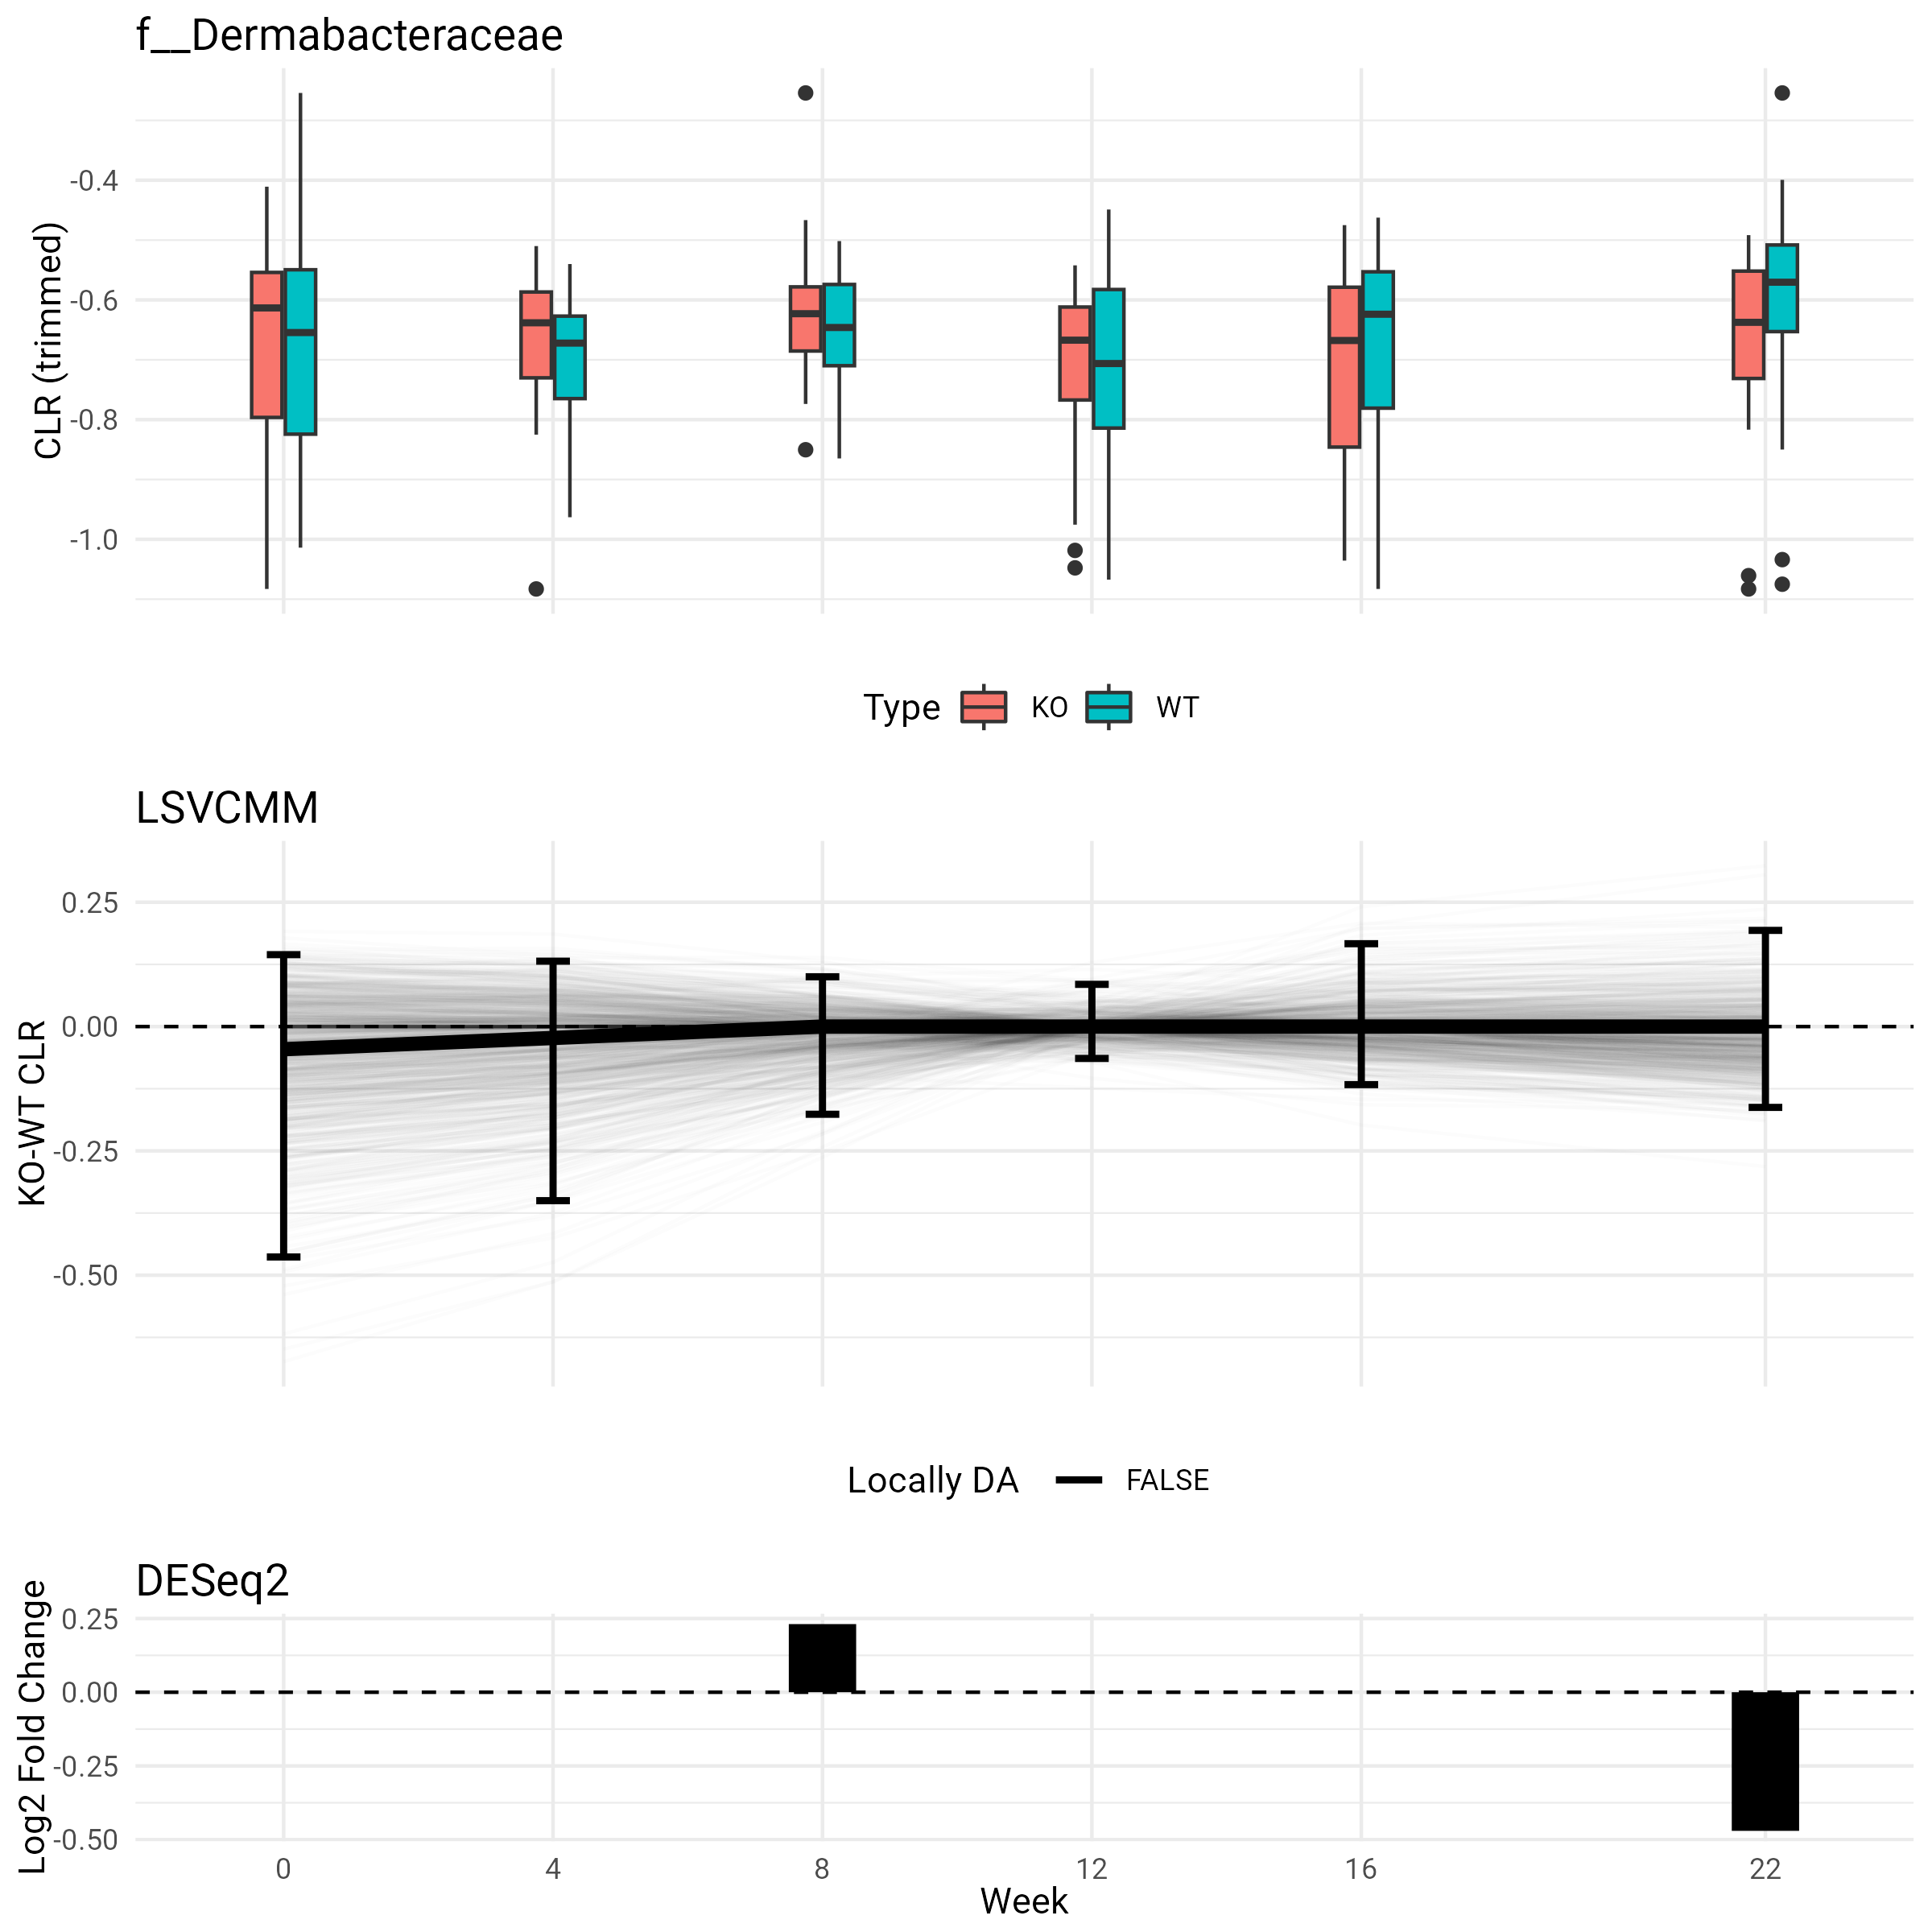 f__Dermabacteraceae
CLR (trimmed)
-0.4
-0.6
-0.8
-1.0
Type KO WT
LSVCMM
KO-WT CLR
0.25
0.00
-0.25
-0.50
Locally DA FALSE
DESeq2
Log2 Fold Change
0.25
0.00
-0.25
-0.50
0 4 8 12 16 22
Week